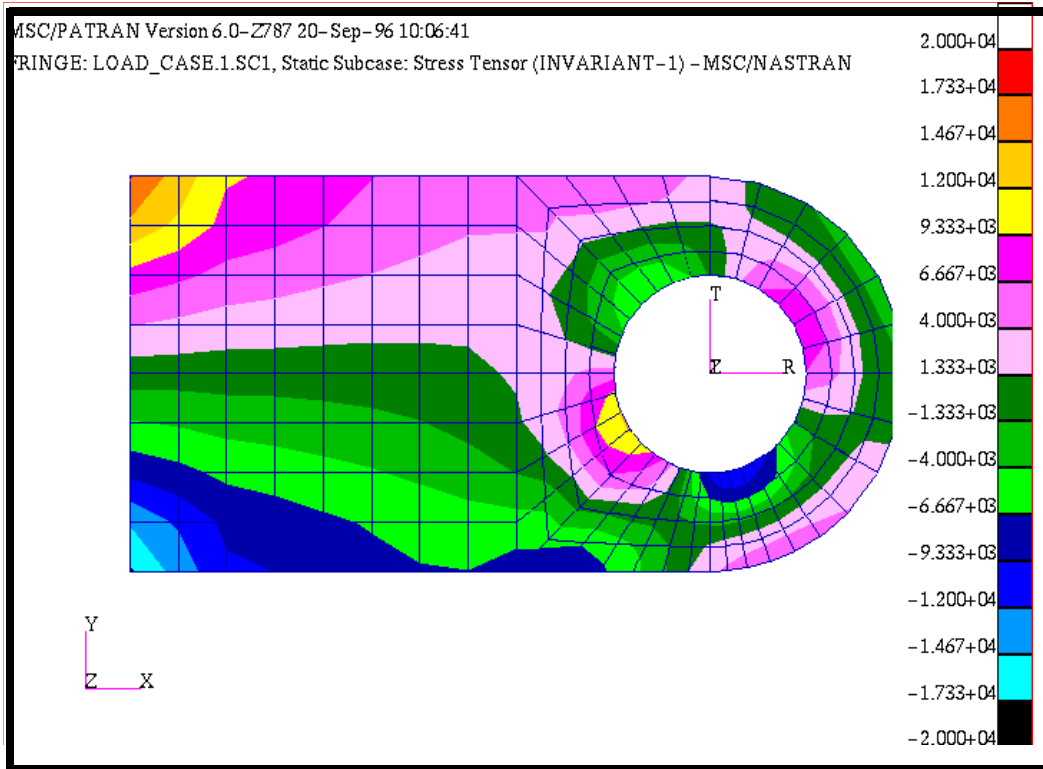 MSC/PATRAN Version 6.0-Z787 20-Sep-96 10:06:41
FRINGE: LOAD_CASE.1.SC1, Static Subcase: Stress Tensor (INVARIANT-1) -MSC/NASTRAN
2.000+04
1.733+04
1.467+04
1.200+04
9.333+03
6.667+03
4.000+03
1.333+03
-1.333+03
-4.000+03
-6.667+03
-9.333+03
-1.200+04
-1.467+04
-1.733+04
-2.000+04
T
R
Y
Z X